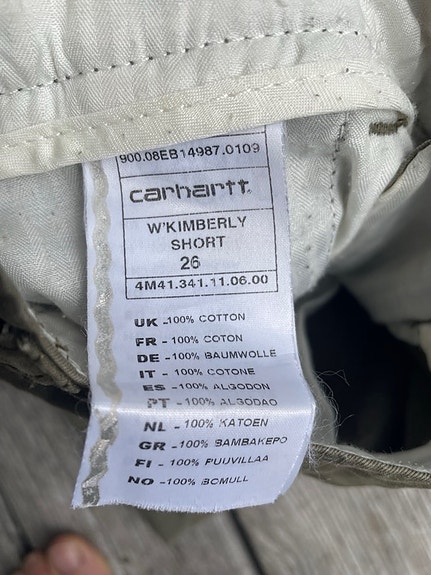 900.08EB14987.0109
carhartt
W'KIMBERLY
SHORT
26
4M41.341.11.06.00
UK -100% COTTON
FR - 100% COTON
DE - 100% BAUMWOLLE
IT - 100% COTONE
ES - 100% ALGODON
PT - 100% ALGODAO
NL - 100% KATOEN
GR - 100% BAMBAKEPO
FI - 100% PUUVILLAA
NO -100% BOMULL